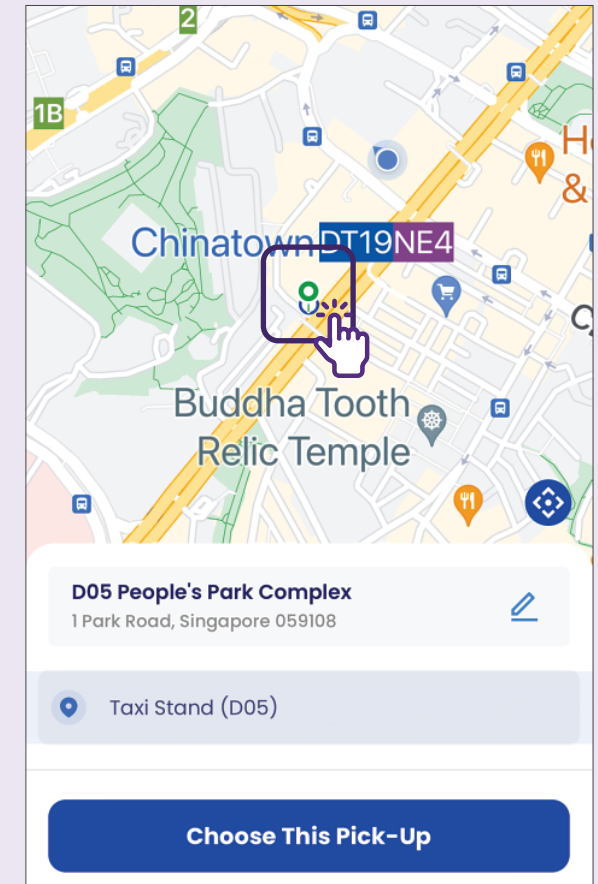 2
1B
H
&
Chinatown DT19 NE4
C
Buddha Tooth
Relic Temple
D05 People's Park Complex
1 Park Road, Singapore 059108
Taxi Stand (D05)
Choose This Pick-Up